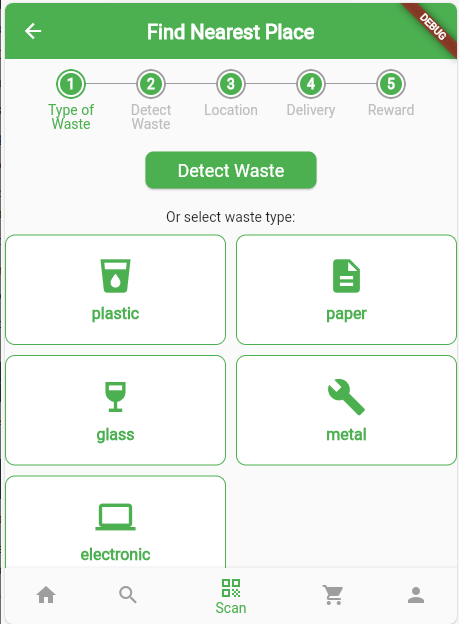 Find Nearest Place
DEBUG
1 2 3 4 5
Type of Waste
Detect Waste
Location
Delivery
Reward
Detect Waste
Or select waste type:
plastic
paper
glass
metal
electronic
Scan